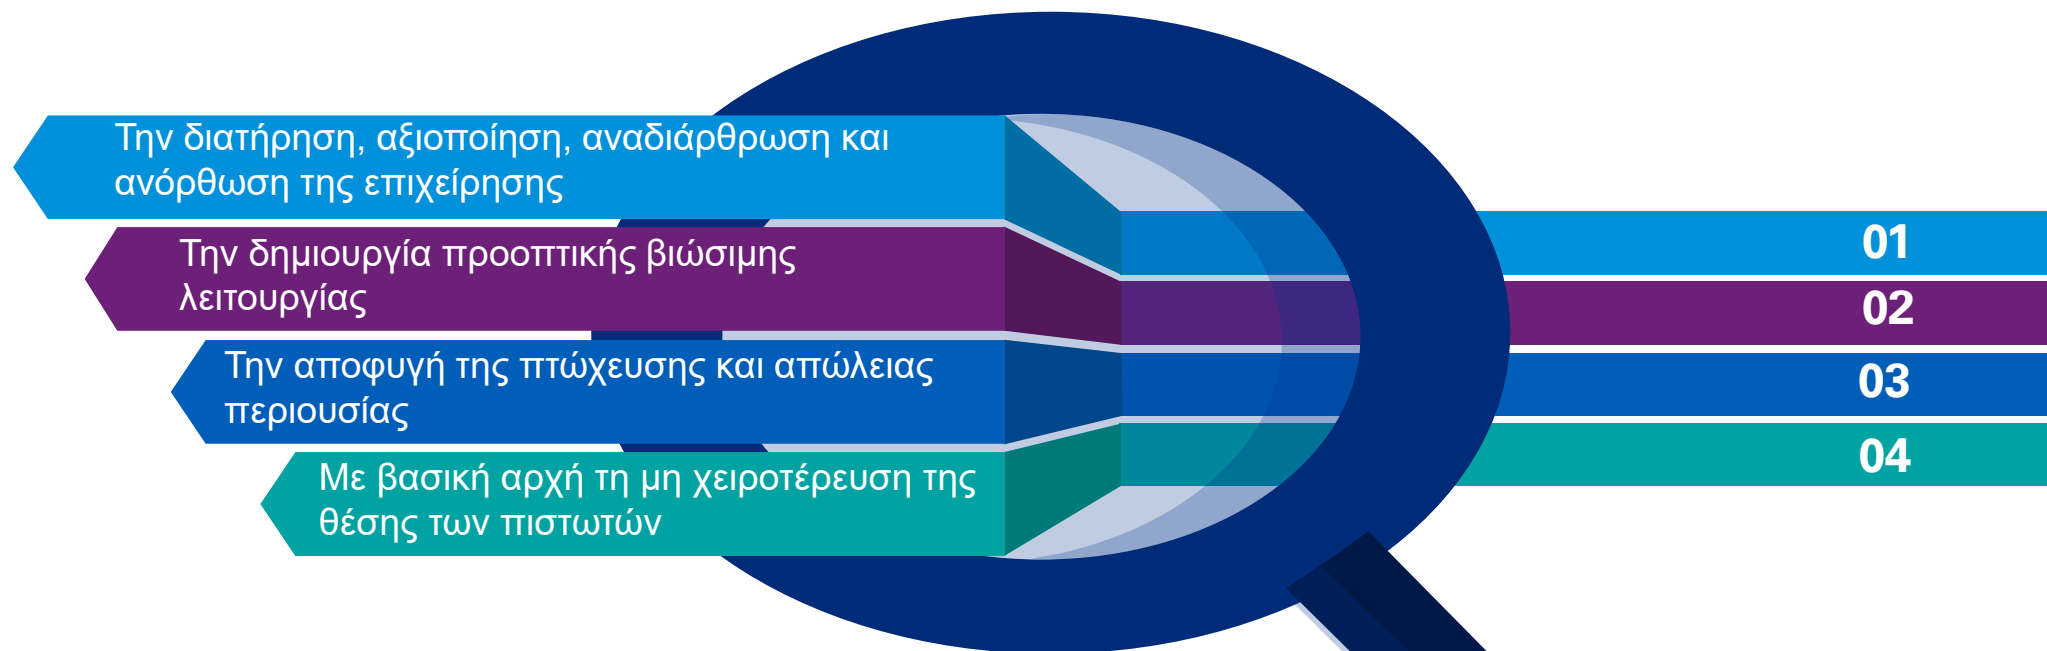 Την διατήρηση, αξιοποίηση, αναδιάρθρωση και
ανόρθωση της επιχείρησης
01
Την δημιουργία προοπτικής βιώσιμης
λειτουργίας
02
Την αποφυγή της πτώχευσης και απώλειας
περιουσίας
03
Με βασική αρχή τη μη χειροτέρευση της
θέσης των πιστωτών
04